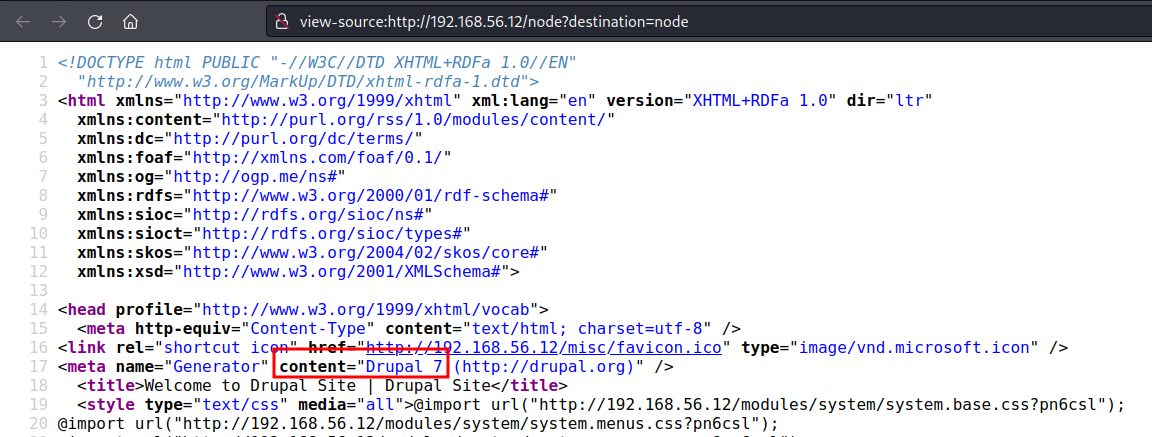 view-source:http://192.168.56.12/node?destination=node
1 <!DOCTYPE html PUBLIC "-//W3C//DTD XHTML+RDFa 1.0//EN"
2 "http://www.w3.org/MarkUp/DTD/xhtml-rdfa-1.dtd">
3 <html xmlns="http://www.w3.org/1999/xhtml" xml:lang="en" version="XHTML+RDFa 1.0" dir="ltr"
4 xmlns:content="http://purl.org/rss/1.0/modules/content/"
5 xmlns:dc="http://purl.org/dc/terms/"
6 xmlns:foaf="http://xmlns.com/foaf/0.1/"
7 xmlns:og="http://ogp.me/ns#"
8 xmlns:rdfs="http://www.w3.org/2000/01/rdf-schema#"
9 xmlns:sioc="http://rdfs.org/sioc/ns#"
10 xmlns:sioct="http://rdfs.org/sioc/types#"
11 xmlns:skos="http://www.w3.org/2004/02/skos/core#"
12 xmlns:xsd="http://www.w3.org/2001/XMLSchema#">
13
14 <head profile="http://www.w3.org/1999/xhtml/vocab">
15 <meta http-equiv="Content-Type" content="text/html; charset=utf-8" />
16 <link rel="shortcut icon" href="http://192.168.56.12/misc/favicon.ico" type="image/vnd.microsoft.icon" />
17 <meta name="Generator" content="Drupal 7 (http://drupal.org)" />
18 <title>Welcome to Drupal Site | Drupal Site</title>
19 <style type="text/css" media="all">@import url("http://192.168.56.12/modules/system/system.base.css?pn6csl");
20 @import url("http://192.168.56.12/modules/system/system.menus.css?pn6csl");